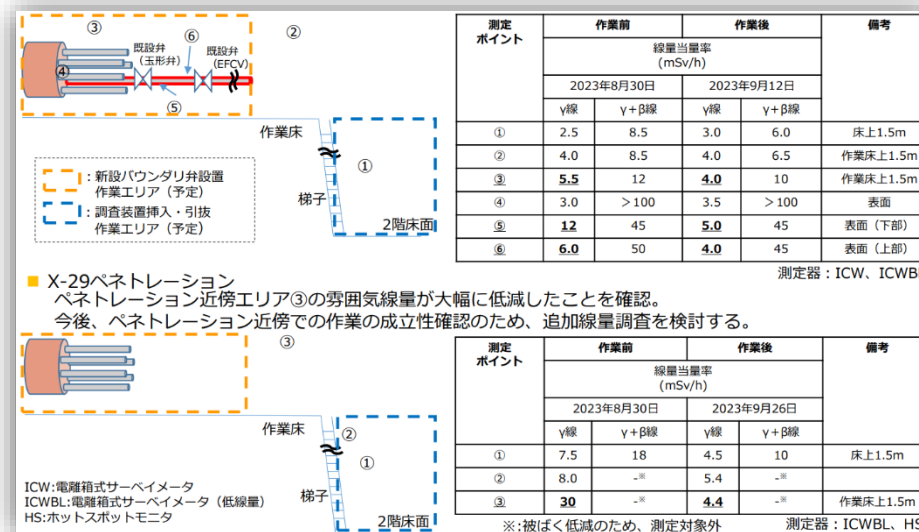 ③
②
⑥
既設弁
(玉形弁)
既設弁
(EFCV)
④
⑤
作業床
①
:新設バウンダリ弁設置
作業エリア(予定)
:調査装置挿入・引抜
作業エリア(予定)
梯子
2階床面
測定
ポイント 作業前 作業後 備考
線量当量率
(mSv/h)
2023年8月30日 2023年9月12日
γ線 γ+β線 γ線 γ+β線
① 2.5 8.5 3.0 6.0 床上1.5m
② 4.0 8.5 4.0 6.5 作業床上1.5m
③ 5.5 12 4.0 10 作業床上1.5m
④ 3.0 >100 3.5 >100 表面
⑤ 12 45 5.0 45 表面(下部)
⑥ 6.0 50 4.0 45 表面(上部)
測定器:ICW、ICWBL
■ X-29ペネトレーション
ペネトレーション近傍エリア③の雰囲気線量が大幅に低減したことを確認。
今後、ペネトレーション近傍での作業の成立性確認のため、追加線量調査を検討する。
③
作業床
②
①
梯子
2階床面
ICW:電離箱式サーベイメータ
ICWBL:電離箱式サーベイメータ(低線量)
HS:ホットスポットモニタ
測定
ポイント 作業前 作業後 備考
線量当量率
(mSv/h)
2023年8月30日 2023年9月26日
γ線 γ+β線 γ線 γ+β線
① 7.5 18 4.5 10 床上1.5m
② 8.0 -※ 5.4 -※
③ 30 -※ 4.4 -※ 作業床上1.5m
※:被ばく低減のため、測定対象外 測定器:ICWBL、HS